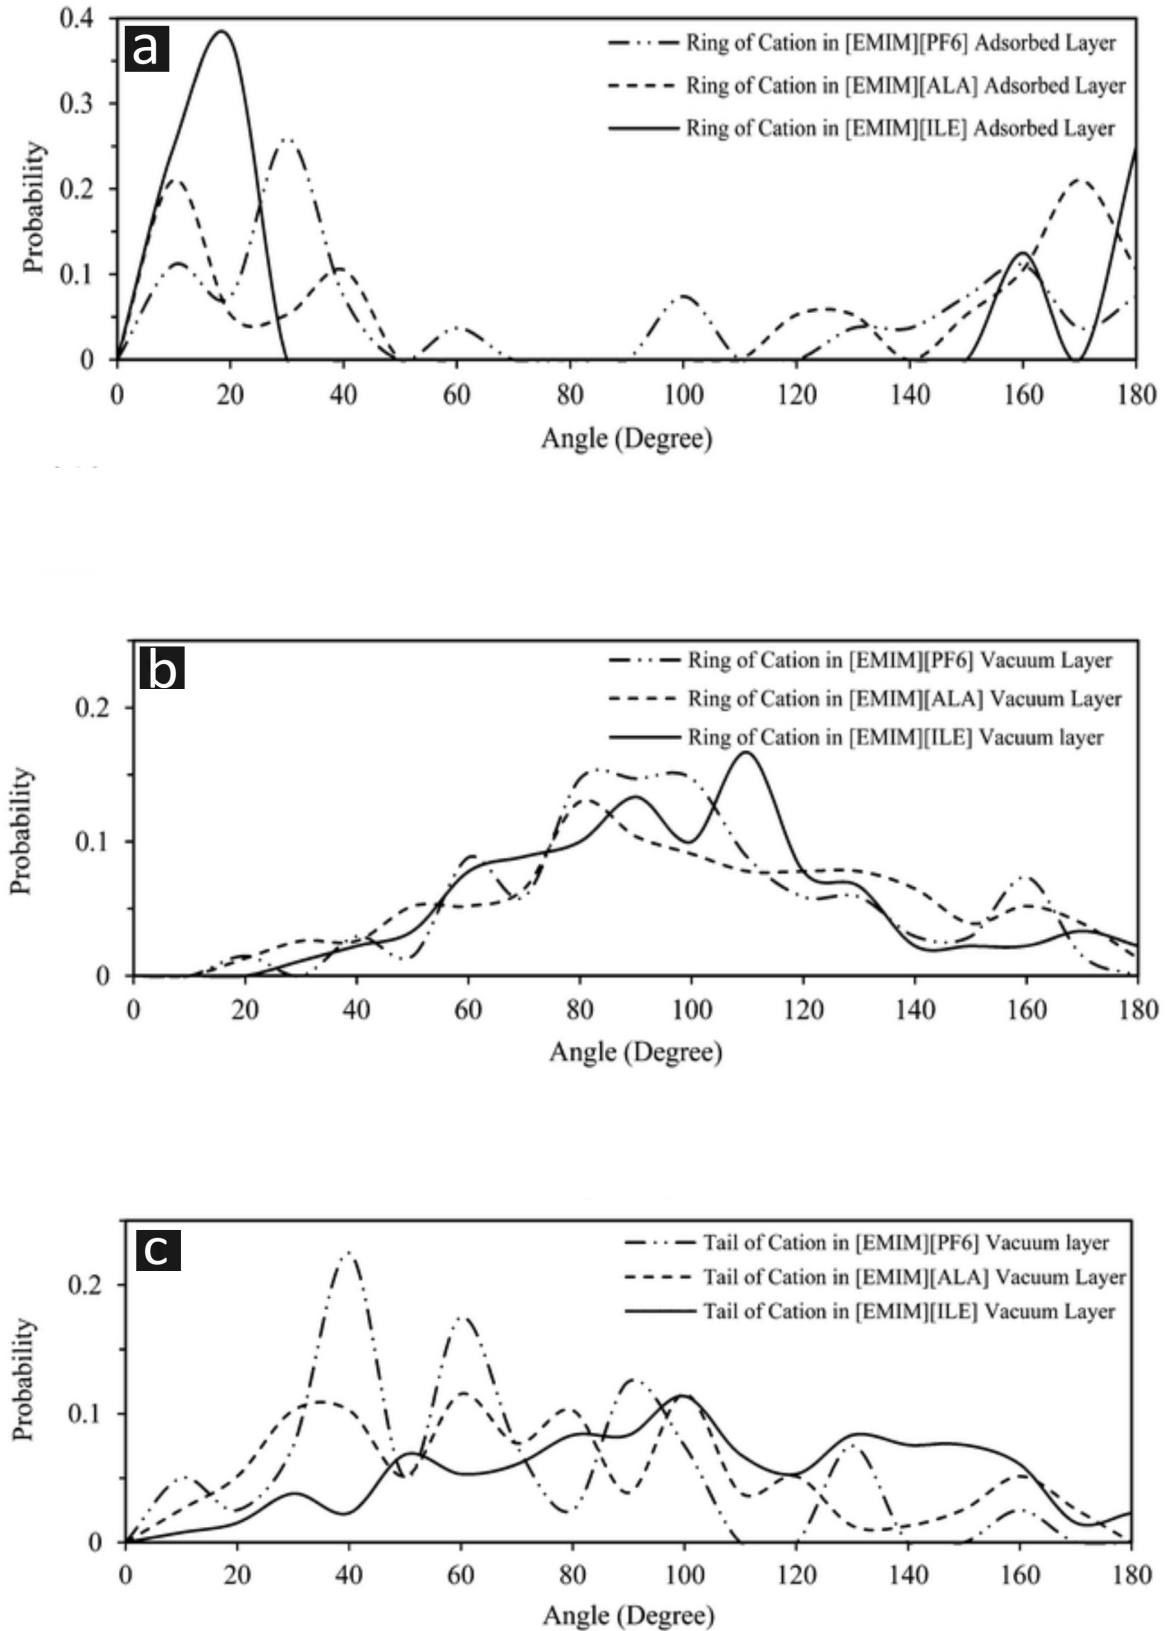 0.4
a
Ring of Cation in [EMIM][PF6] Adsorbed Layer
Ring of Cation in [EMIM][ALA] Adsorbed Layer
0.3
Ring of Cation in [EMIM][ILE] Adsorbed Layer
Probability
0.2
0.1
0
0 20 40 60 80 100 120 140 160 180
Angle (Degree)
b
Ring of Cation in [EMIM][PF6] Vacuum Layer
Ring of Cation in [EMIM][ALA] Vacuum Layer
0.2
Ring of Cation in [EMIM][ILE] Vacuum layer
Probability
0.1
0
0 20 40 60 80 100 120 140 160 180
Angle (Degree)
c
Tail of Cation in [EMIM][PF6] Vacuum layer
Tail of Cation in [EMIM][ALA] Vacuum Layer
0.2
Tail of Cation in [EMIM][ILE] Vacuum Layer
Probability
0.1
0
0 20 40 60 80 100 120 140 160 180
Angle (Degree)